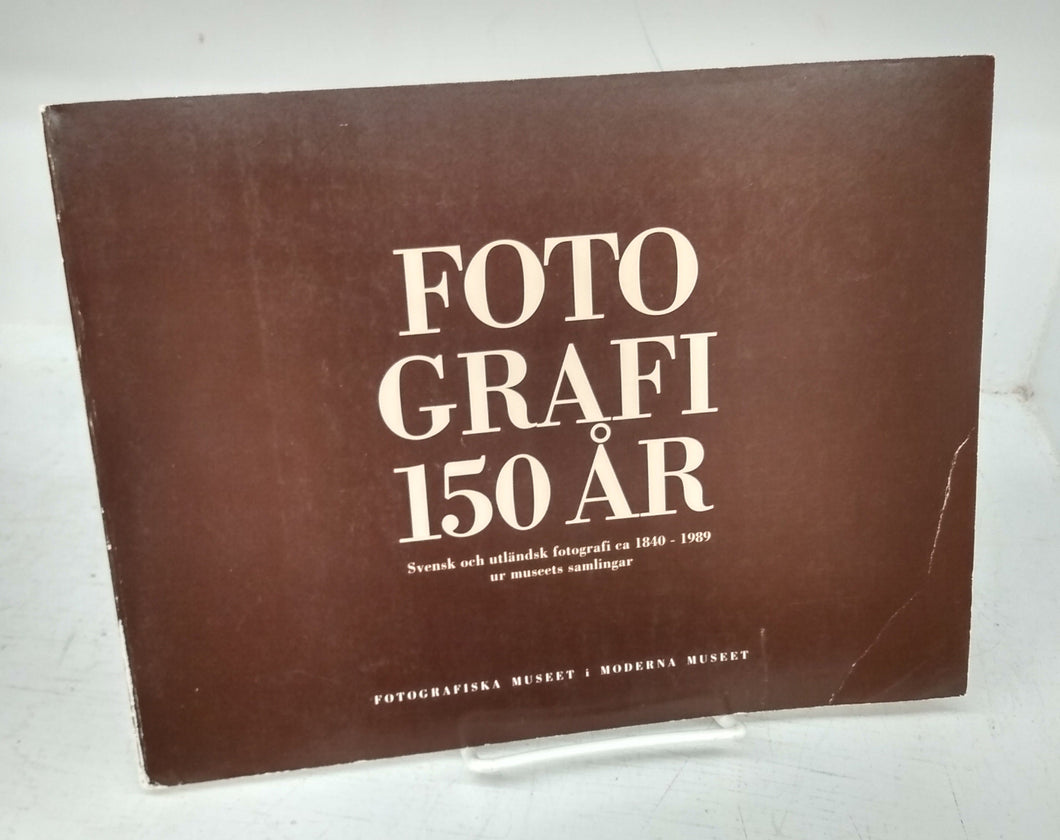 FOTO
GRAFI
150 ÅR
Svensk och utländsk fotografi ca 1840 - 1989
ur museets samlingar
FOTOGRAFISKA MUSEET i MODERNA MUSEET